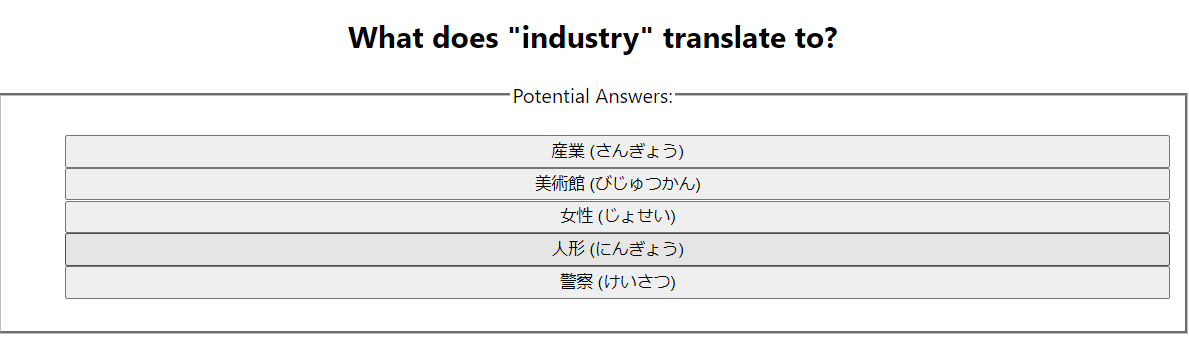 What does "industry" translate to?
Potential Answers:
産業 (さんぎょう)
美術館 (びじゅつかん)
女性 (じょせい)
人形 (にんぎょう)
警察 (けいさつ)